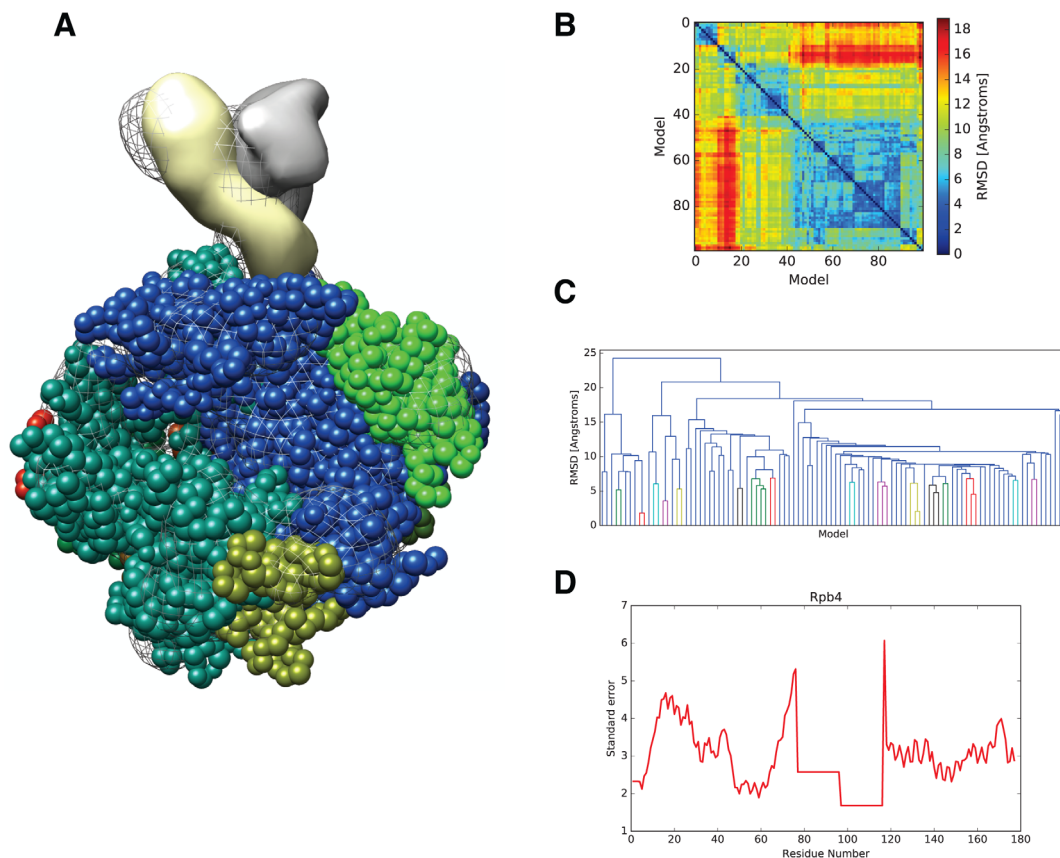 A
B
0
20
40
60
80
0 20 40 60 80
Model
Model
18
16
14
12
10
8
6
4
2
0
RMSD [Angstroms]
C
25
20
15
10
5
0
RMSD [Angstroms]
Model
D
Rpb4
7
6
5
4
3
2
1
Standard error
0 20 40 60 80 100 120 140 160 180
Residue Number